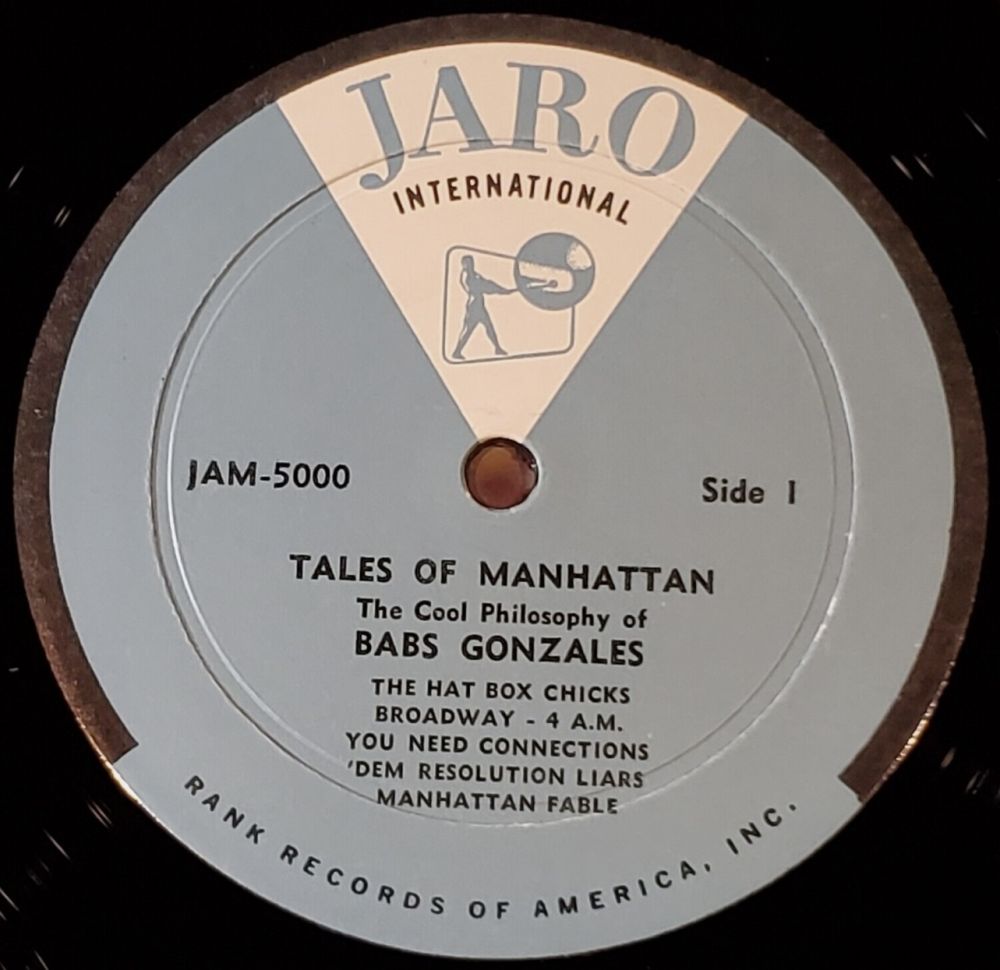 JARO
INTERNATIONAL
JAM-5000
Side 1
TALES OF MANHATTAN
The Cool Philosophy of
BABS GONZALES
THE HAT BOX CHICKS
BROADWAY - 4 A.M.
YOU NEED CONNECTIONS
'DEM RESOLUTION LIARS
MANHATTAN FABLE
RANK RECORDS OF AMERICA, INC.